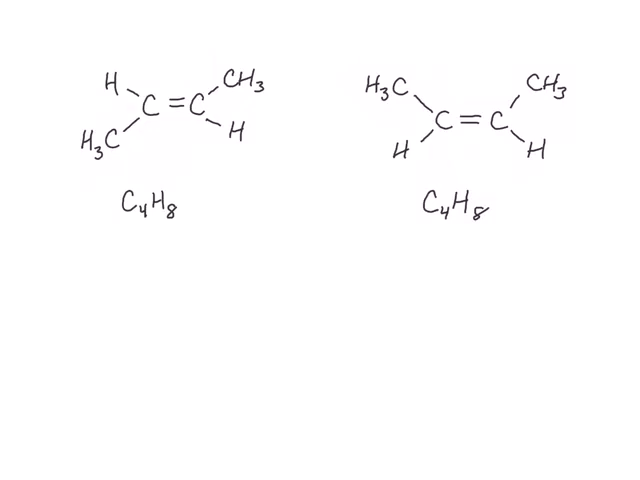 H CH₃ H₃C CH₃
C = C C = C
H₃C H H H
C₄H₈ C₄H₈